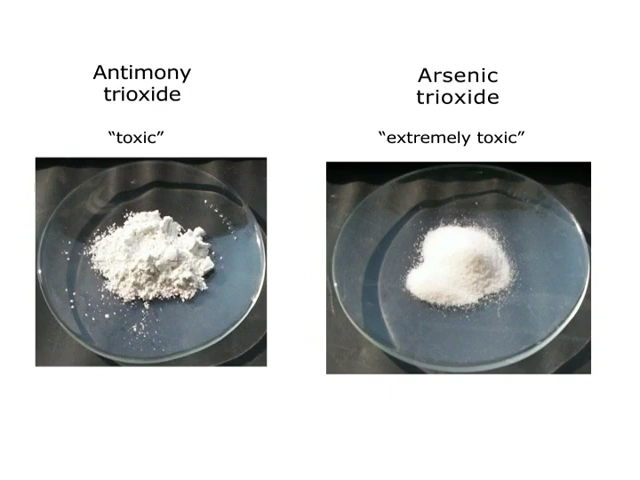 Antimony
trioxide
“toxic”
Arsenic
trioxide
“extremely toxic”